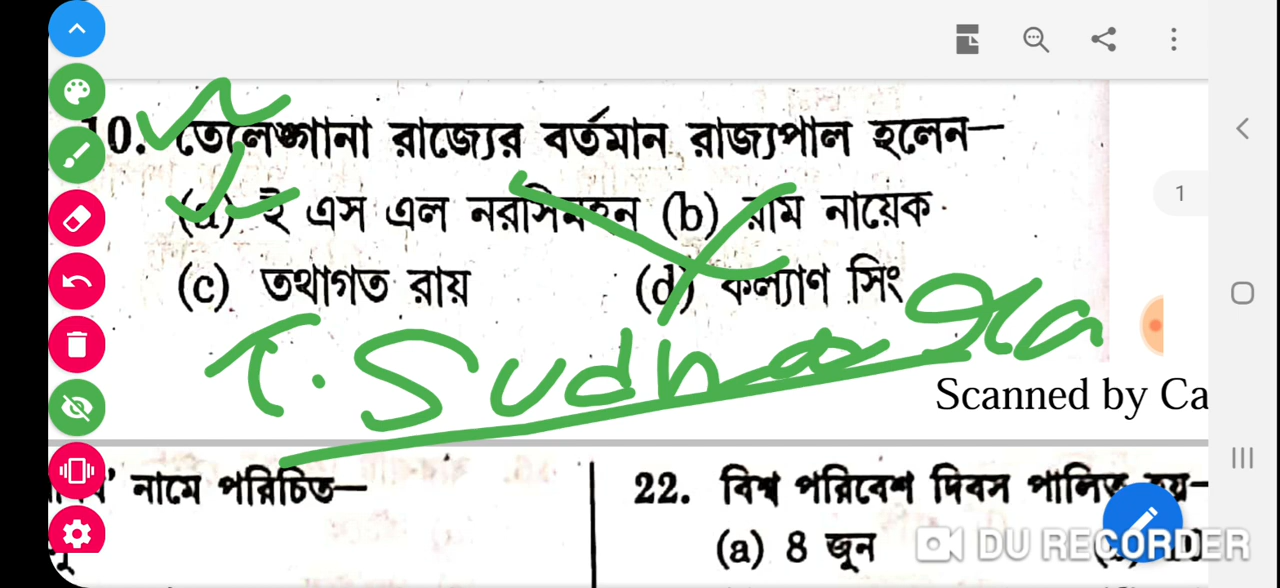 1
10. তেলেঙ্গানা রাজ্যের বর্তমান রাজ্যপাল হলেন—
(a) ই এস এল নরসিমহন (b) রাম নায়েক
(c) তথাগত রায় (d) কল্যাণ সিং
T. Sudha
Scanned by Ca
নামে পরিচিত—
22. বিশ্ব পরিবেশ দিবস পালিত হয়—
(a) 8 জুন
DU RECORDER